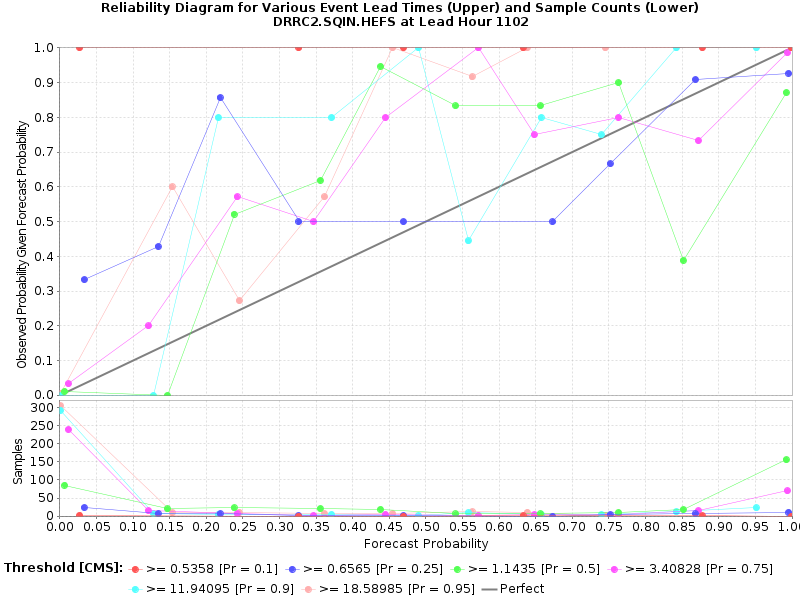 Reliability Diagram for Various Event Lead Times (Upper) and Sample Counts (Lower)
DRRC2.SQIN.HEFS at Lead Hour 1102
Observed Probability Given Forecast Probability
1.0
0.9
0.8
0.7
0.6
0.5
0.4
0.3
0.2
0.1
0.0
Samples
300
250
200
150
100
50
0
0.00 0.05 0.10 0.15 0.20 0.25 0.30 0.35 0.40 0.45 0.50 0.55 0.60 0.65 0.70 0.75 0.80 0.85 0.90 0.95 1.0
Forecast Probability
Threshold [CMS]: >= 0.5358 [Pr = 0.1] >= 0.6565 [Pr = 0.25] >= 1.1435 [Pr = 0.5] >= 3.40828 [Pr = 0.75]
>= 11.94095 [Pr = 0.9] >= 18.58985 [Pr = 0.95] Perfect